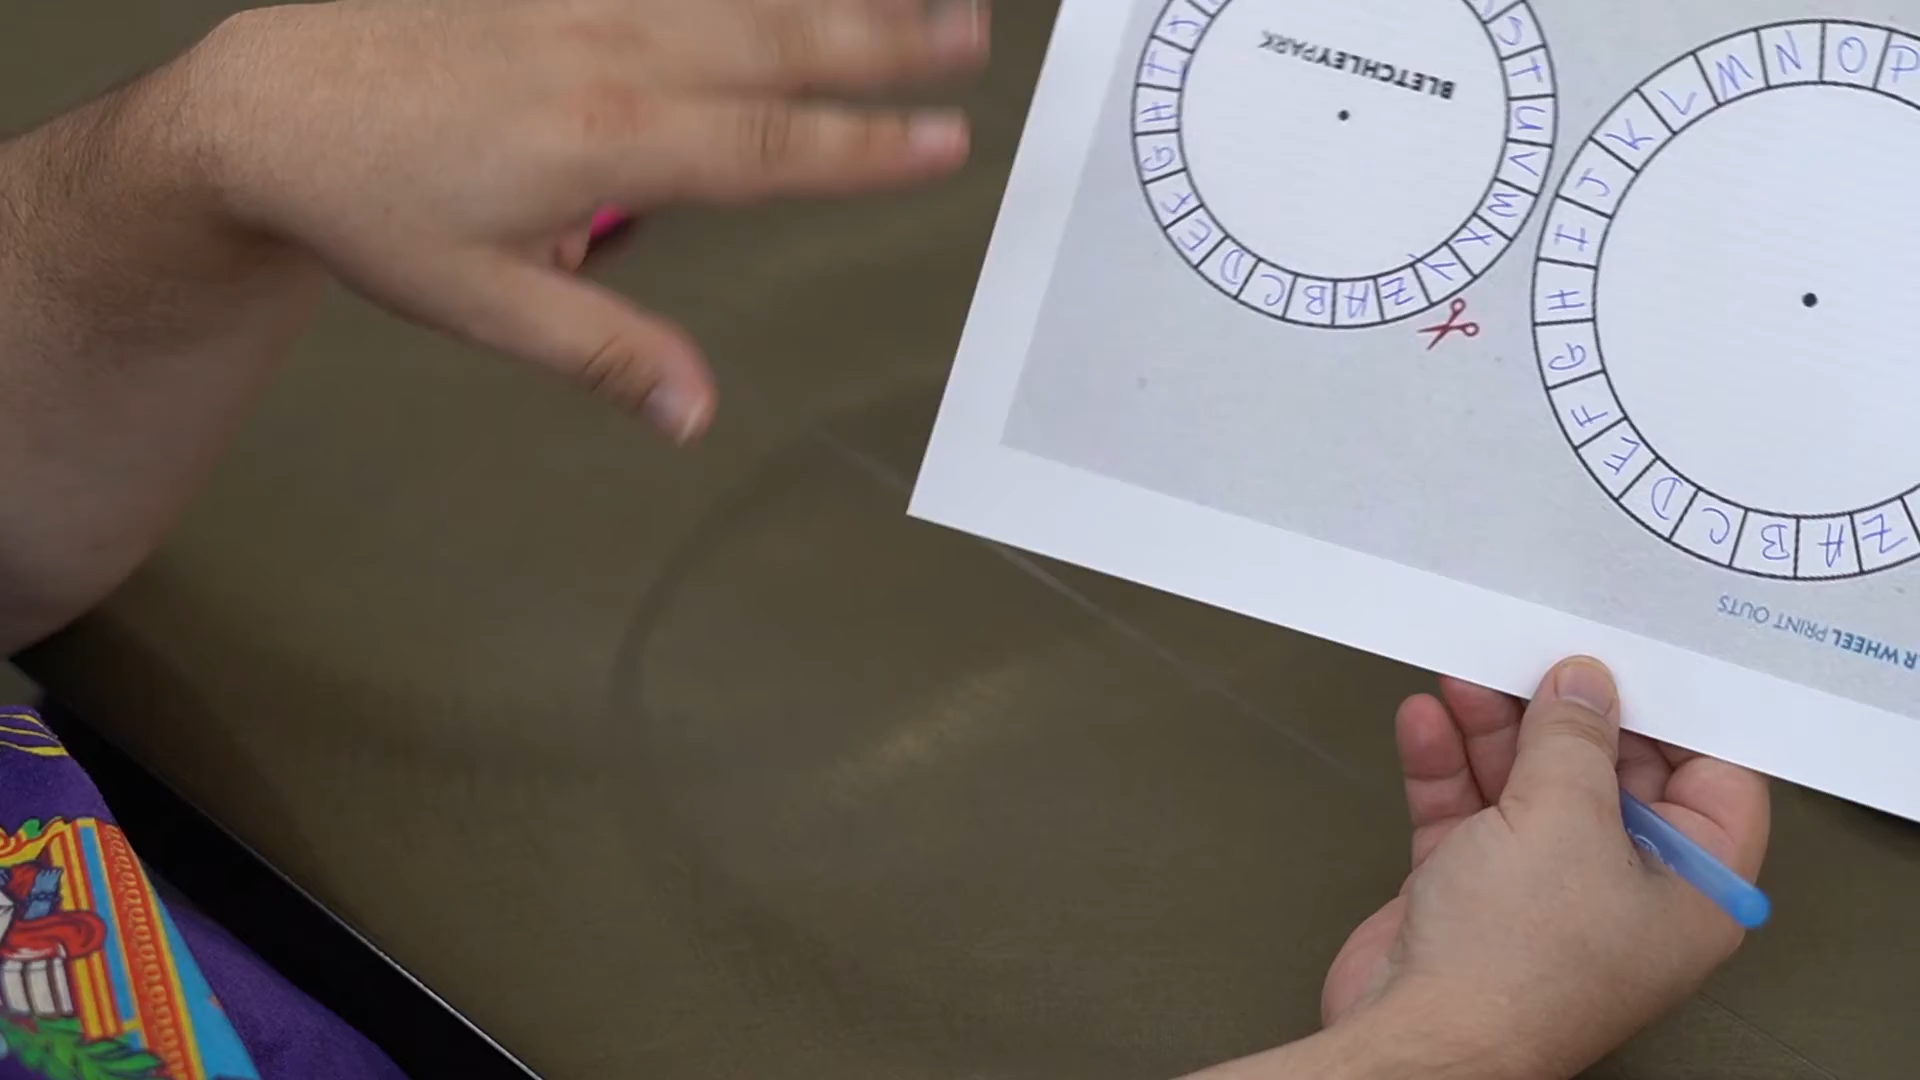 BLETCHLEYPARK
S T U V W X Y Z A B C D E F G H I J
Z A B C D E F G H I J K L M N O P
R WHEEL PRINT OUTS